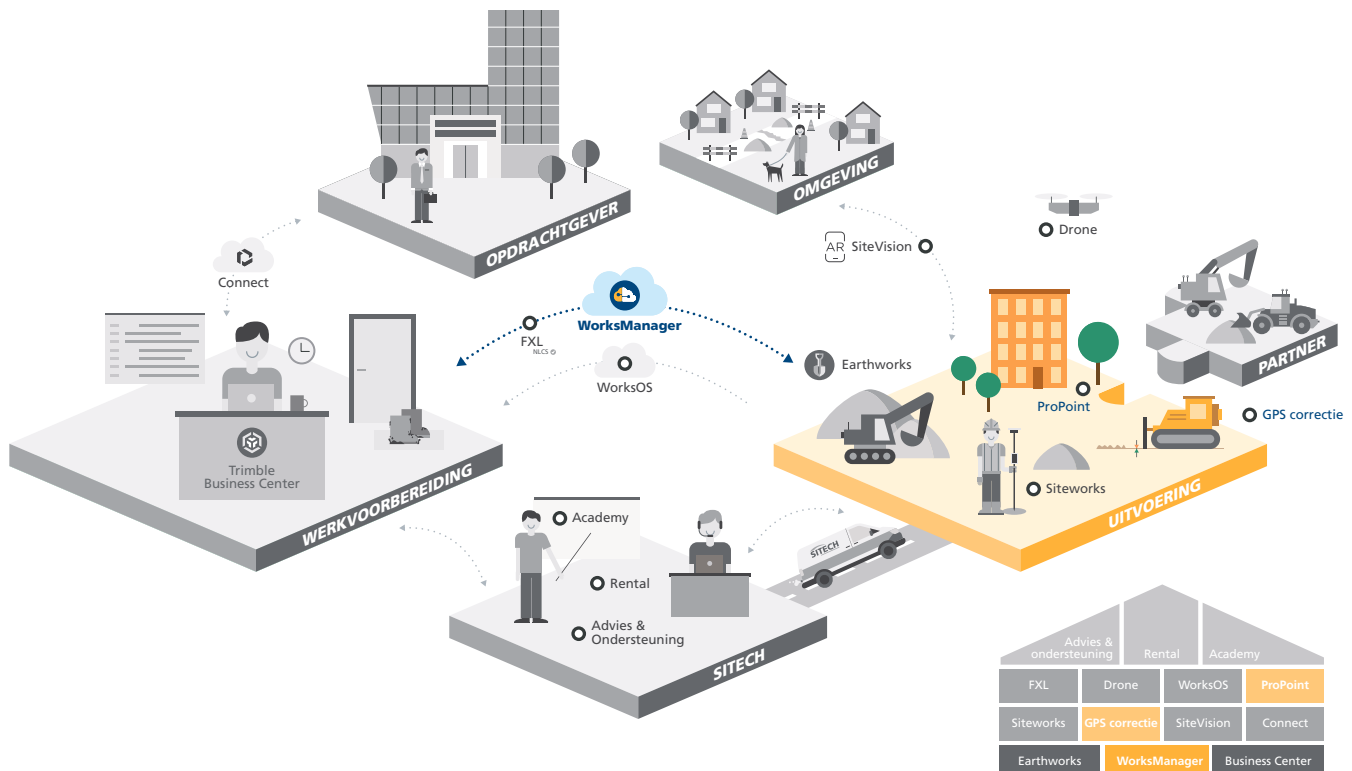 OPDRACHTGEVER
OMGEVING
Drone
AR
SiteVision
Connect
WorksManager
FXL
NLCS
WorksOS
Earthworks
PARTNER
ProPoint
GPS correctie
Siteworks
UITVOERING
Trimble
Business Center
WERKVOORBEREIDING
Academy
SITECH
Rental
Advies &
Ondersteuning
SITECH
Advies &
ondersteuning
Rental
Academy
FXL
Drone
WorksOS
ProPoint
Siteworks
GPS correctie
SiteVision
Connect
Earthworks
WorksManager
Business Center